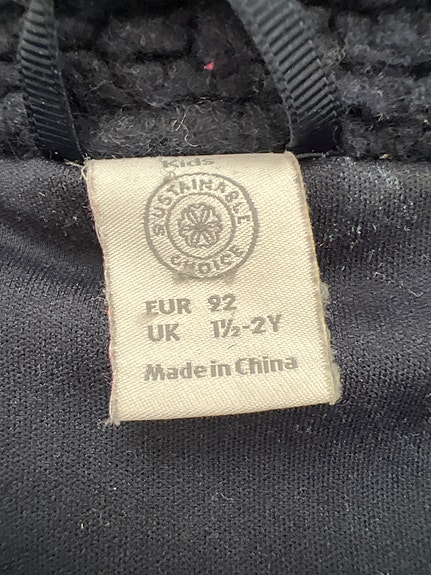 Kids
SUSTAINABLE
CHOICE
EUR 92
UK 1½-2Y
Made in China